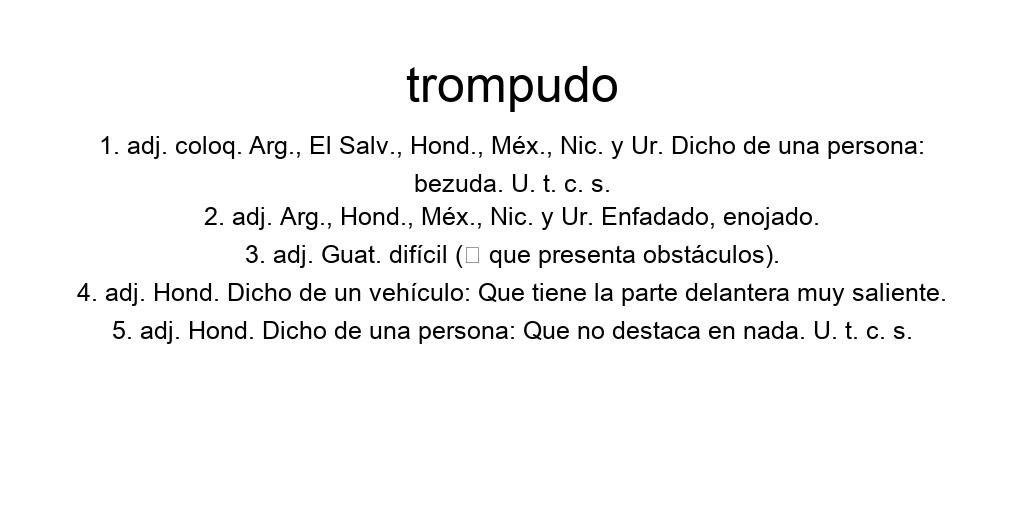 trompudo
1. adj. coloq. Arg., El Salv., Hond., Méx., Nic. y Ur. Dicho de una persona:
bezuda. U. t. c. s.
2. adj. Arg., Hond., Méx., Nic. y Ur. Enfadado, enojado.
3. adj. Guat. difícil (▯ que presenta obstáculos).
4. adj. Hond. Dicho de un vehículo: Que tiene la parte delantera muy saliente.
5. adj. Hond. Dicho de una persona: Que no destaca en nada. U. t. c. s.